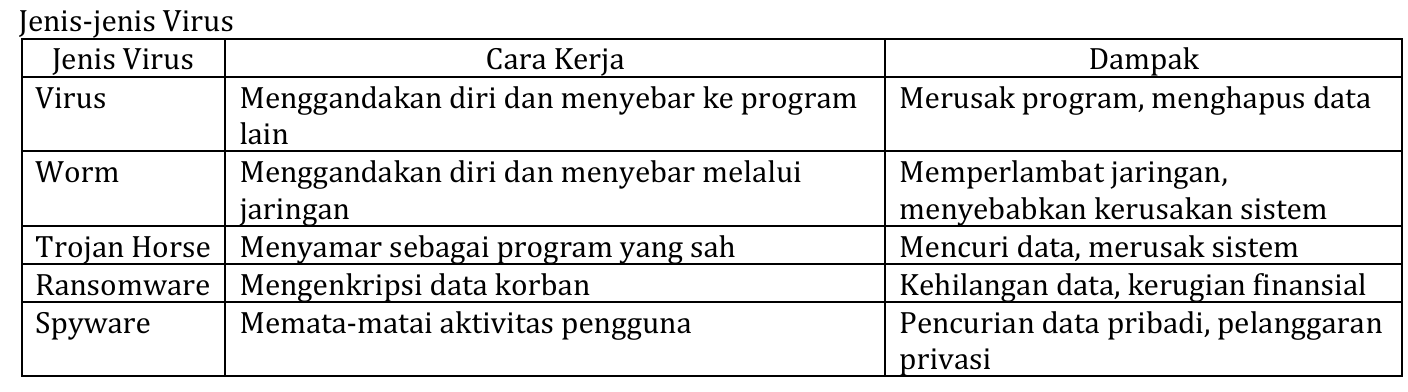 Jenis-jenis Virus
Jenis Virus Cara Kerja Dampak
Virus Menggandakan diri dan menyebar ke program lain Merusak program, menghapus data
Worm Menggandakan diri dan menyebar melalui jaringan Memperlambat jaringan, menyebabkan kerusakan sistem
Trojan Horse Menyamar sebagai program yang sah Mencuri data, merusak sistem
Ransomware Mengenkripsi data korban Kehilangan data, kerugian finansial
Spyware Memata-matai aktivitas pengguna Pencurian data pribadi, pelanggaran privasi